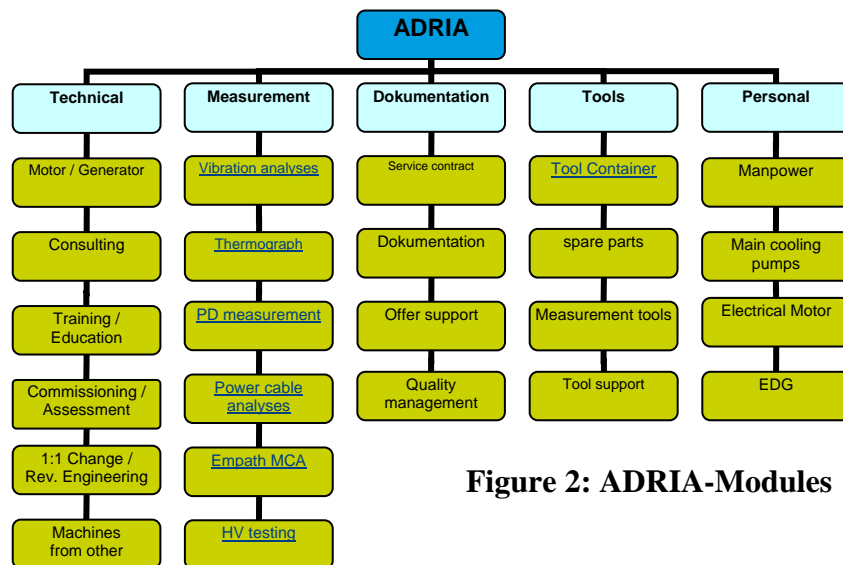 ADRIA
Technical
Measurement
Dokumentation
Tools
Personal
Motor / Generator
Vibration analyses
Service contract
Tool Container
Manpower
Consulting
Thermograph
Dokumentation
spare parts
Main cooling
pumps
Training /
Education
PD measurement
Offer support
Measurement tools
Electrical Motor
Commissioning /
Assessment
Power cable
analyses
Quality
management
Tool support
EDG
1:1 Change /
Rev. Engineering
Empath MCA
Machines
from other
HV testing
Figure 2: ADRIA-Modules